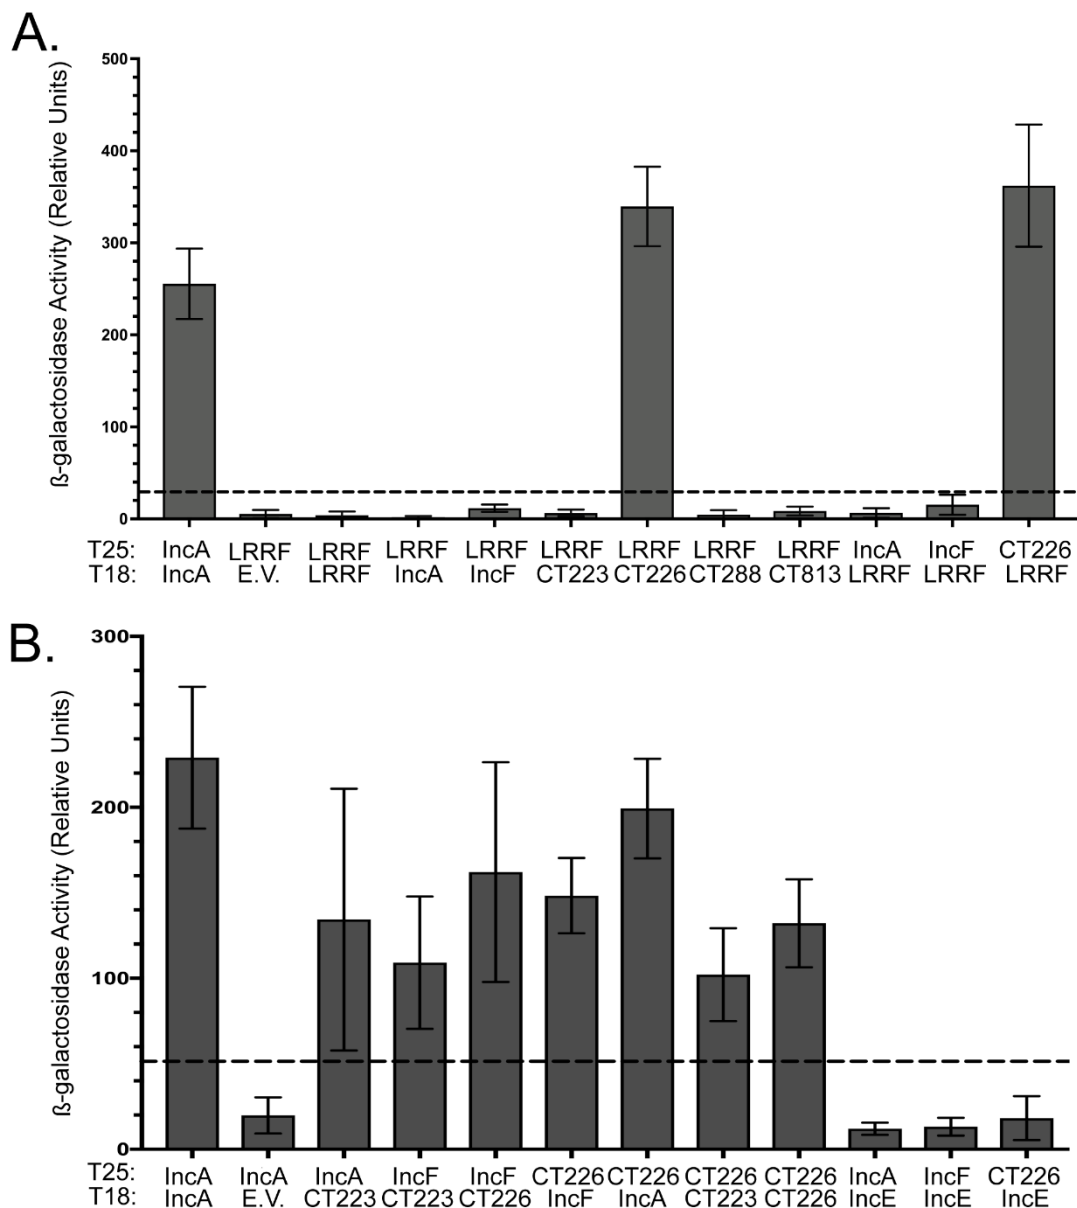 A.
ß-galactosidase Activity (Relative Units)
500
400
300
200
100
0
T25: IncA LRRF LRRF LRRF LRRF LRRF LRRF LRRF LRRF IncA IncF CT226
T18: IncA E.V. LRRF IncA IncF CT223 CT226 CT288 CT813 LRRF LRRF LRRF
B.
ß-galactosidase Activity (Relative Units)
300
200
100
0
T25: IncA IncA IncA IncF IncF CT226 CT226 CT226 CT226 IncA IncF CT226
T18: IncA E.V. CT223 CT223 CT226 IncF IncA CT223 CT226 IncE IncE IncE